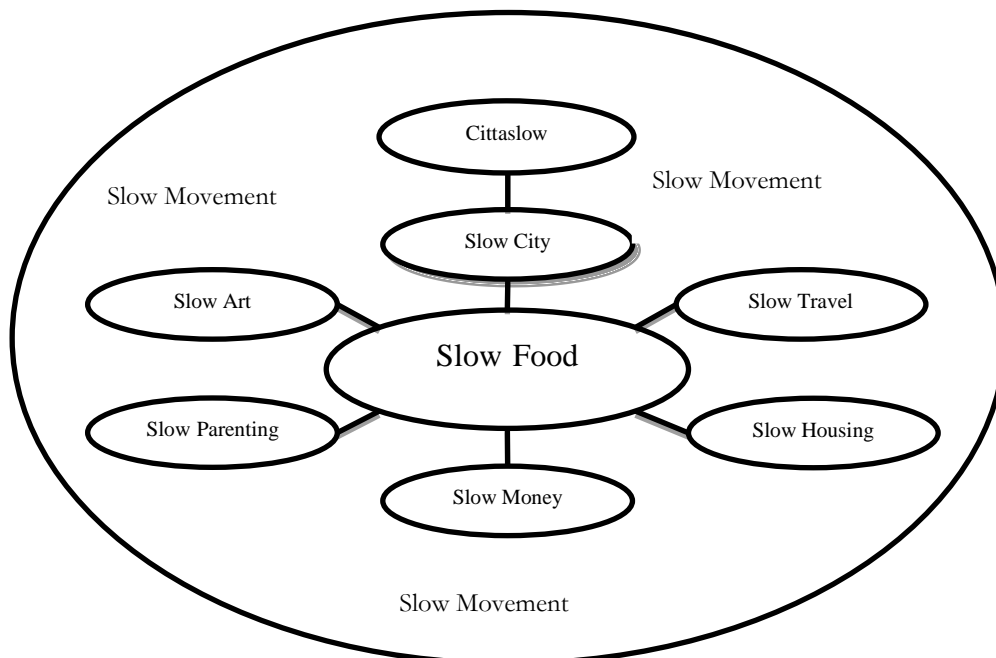 Cittaslow
Slow Movement
Slow Movement
Slow City
Slow Art
Slow Travel
Slow Food
Slow Parenting
Slow Housing
Slow Money
Slow Movement